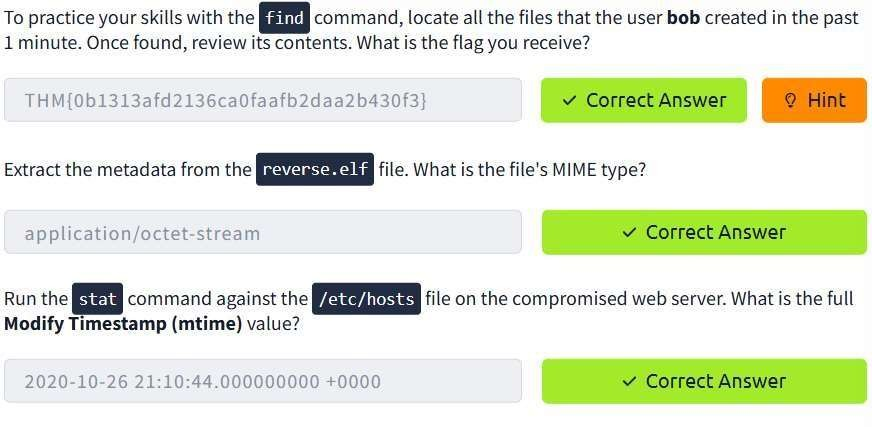 To practice your skills with the find command, locate all the files that the user bob created in the past
1 minute. Once found, review its contents. What is the flag you receive?
THM{0b1313afd2136ca0faafb2daa2b430f3}
Correct Answer
Hint
Extract the metadata from the reverse.elf file. What is the file's MIME type?
application/octet-stream
Correct Answer
Run the stat command against the /etc/hosts file on the compromised web server. What is the full
Modify Timestamp (mtime) value?
2020-10-26 21:10:44.000000000 +0000
Correct Answer